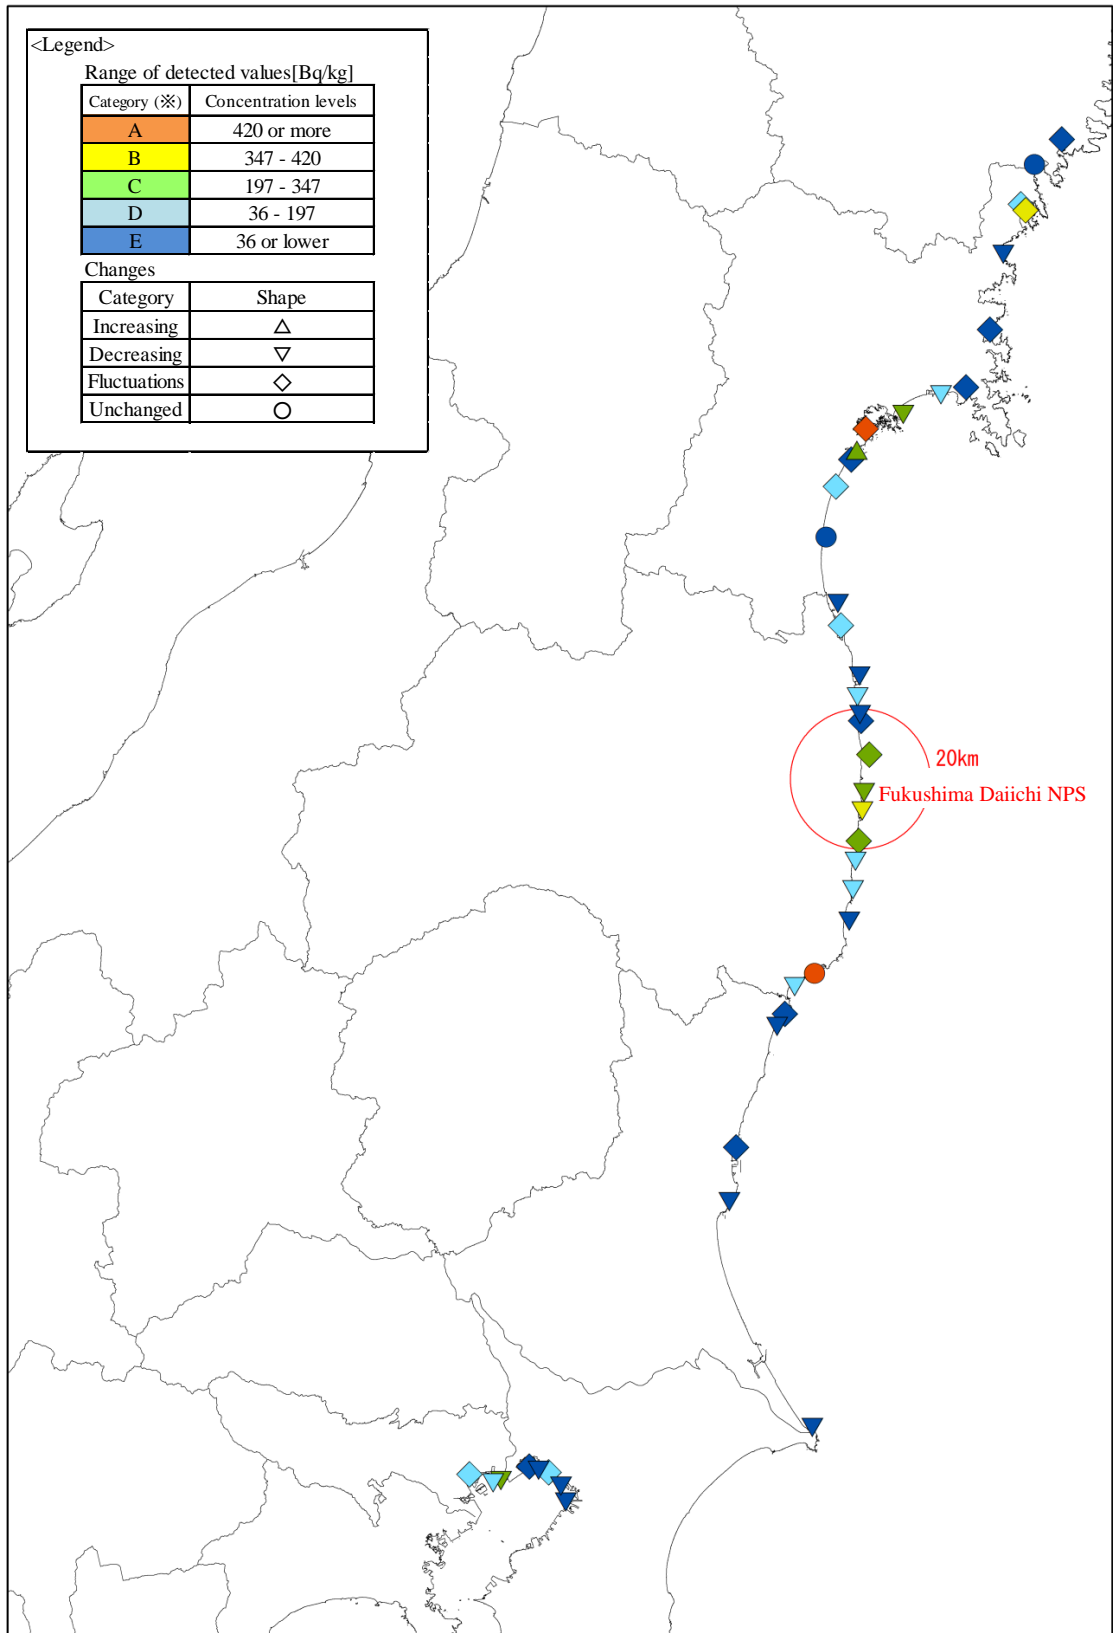 <Legend>
Range of detected values[Bq/kg]
Category (※) Concentration levels
A 420 or more
B 347 - 420
C 197 - 347
D 36 - 197
E 36 or lower
Changes
Category Shape
Increasing △
Decreasing ▽
Fluctuations ◇
Unchanged ○
20km
Fukushima Daiichi NPS